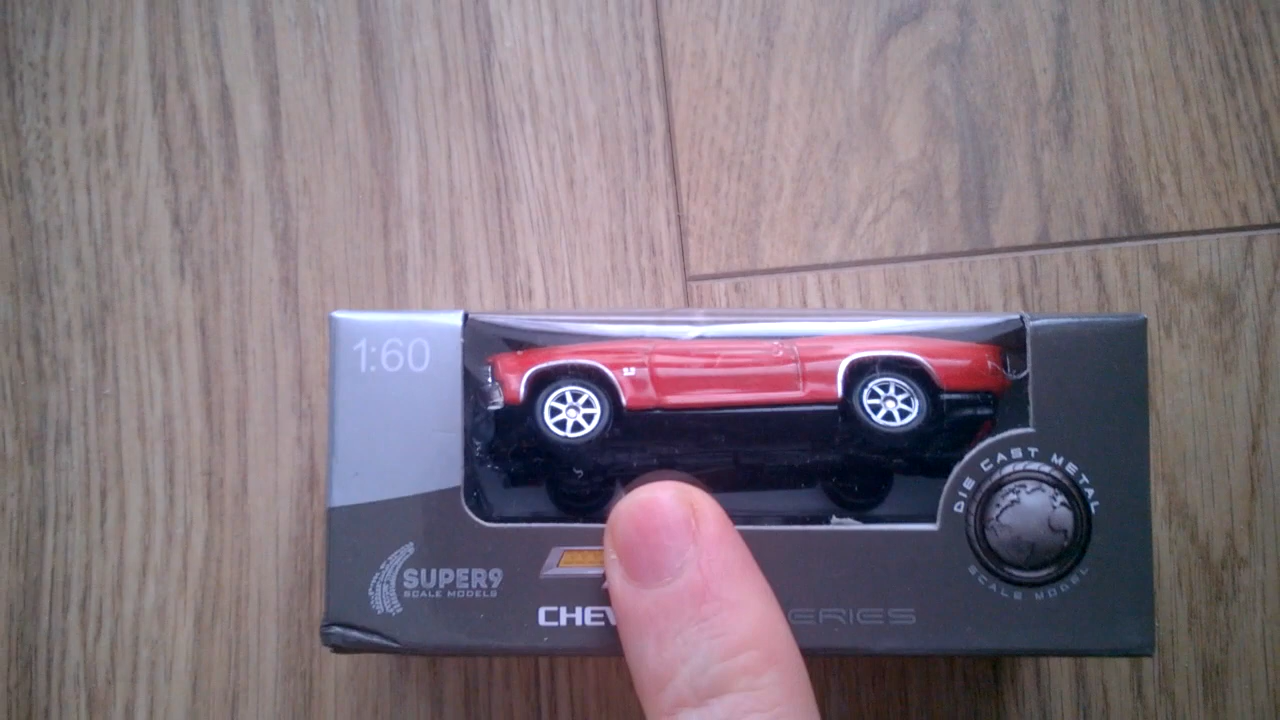 1:60
DIE CAST METAL
SCALE MODEL
SUPER9
SCALE MODELS
CHEV
ERIES